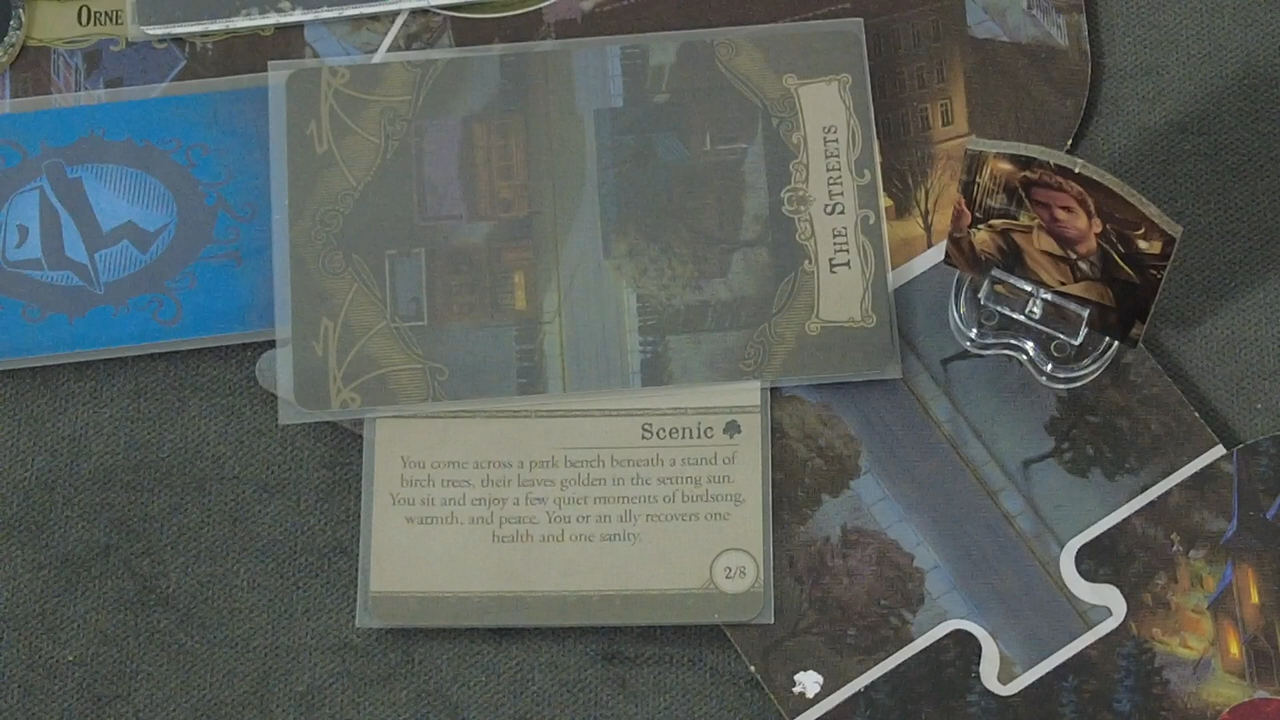 ORNE
THE STREETS
Scenic
You come across a park bench beneath a stand of
birch trees, their leaves golden in the setting sun.
You sit and enjoy a few quiet moments of birdsong,
warmth, and peace. You or an ally recovers one
health and one sanity.
2/8